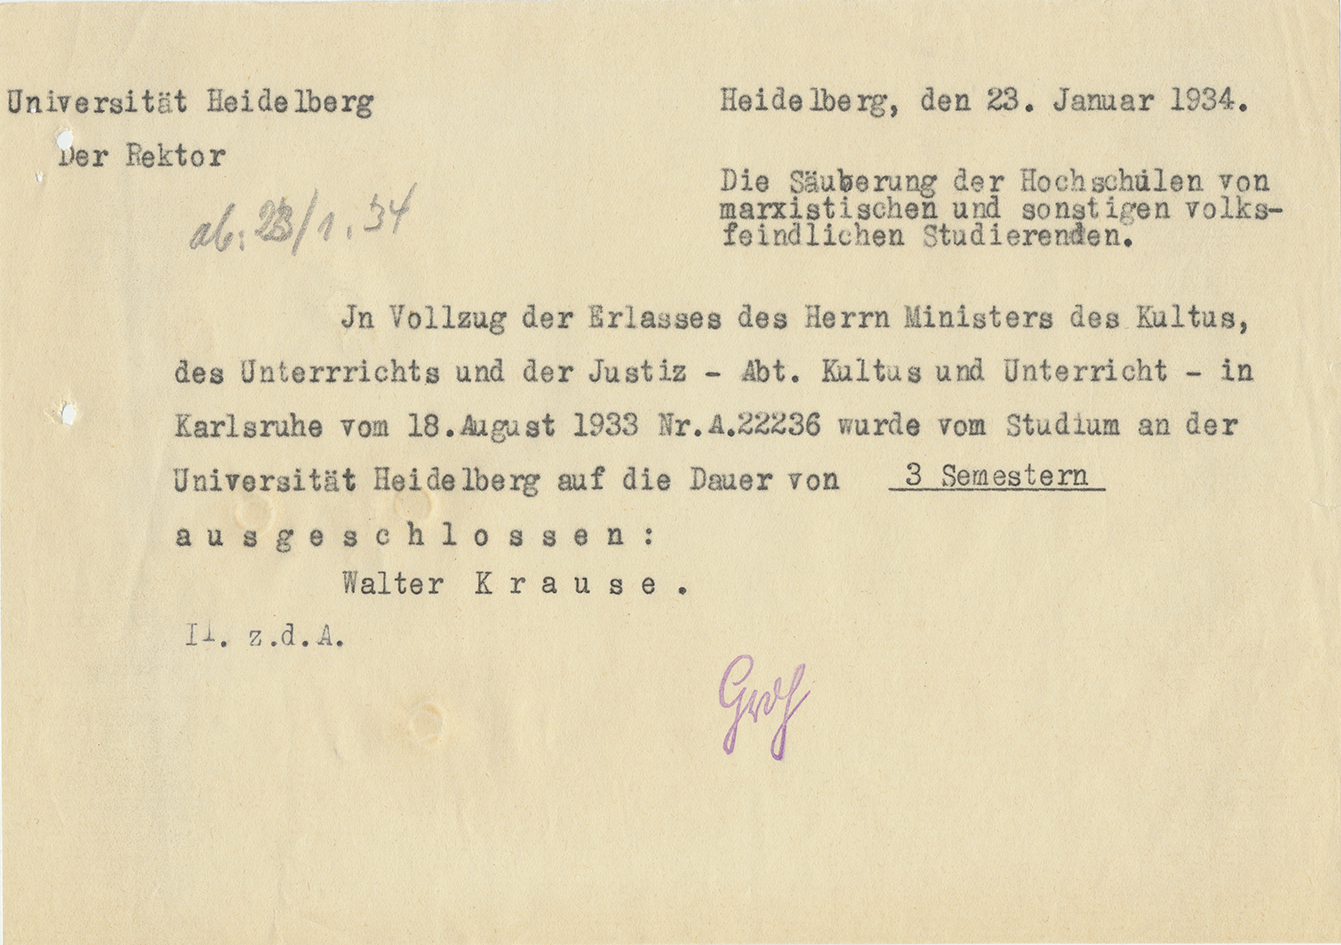 Universität Heidelberg
Der Rektor
ab: 23/1. 34
Heidelberg, den 23. Januar 1934.
Die Säuberung der Hochschulen von
marxistischen und sonstigen volks-
feindlichen Studierenden.
Jn Vollzug der Erlasses des Herrn Ministers des Kultus,
des Unterrrichts und der Justiz - Abt. Kultus und Unterricht - in
Karlsruhe vom 18.August 1933 Nr.A.22236 wurde vom Studium an der
Universität Heidelberg auf die Dauer von 3 Semestern
a u s g e s c h l o s s e n :
Walter K r a u s e .
II. z.d.A.
Groh